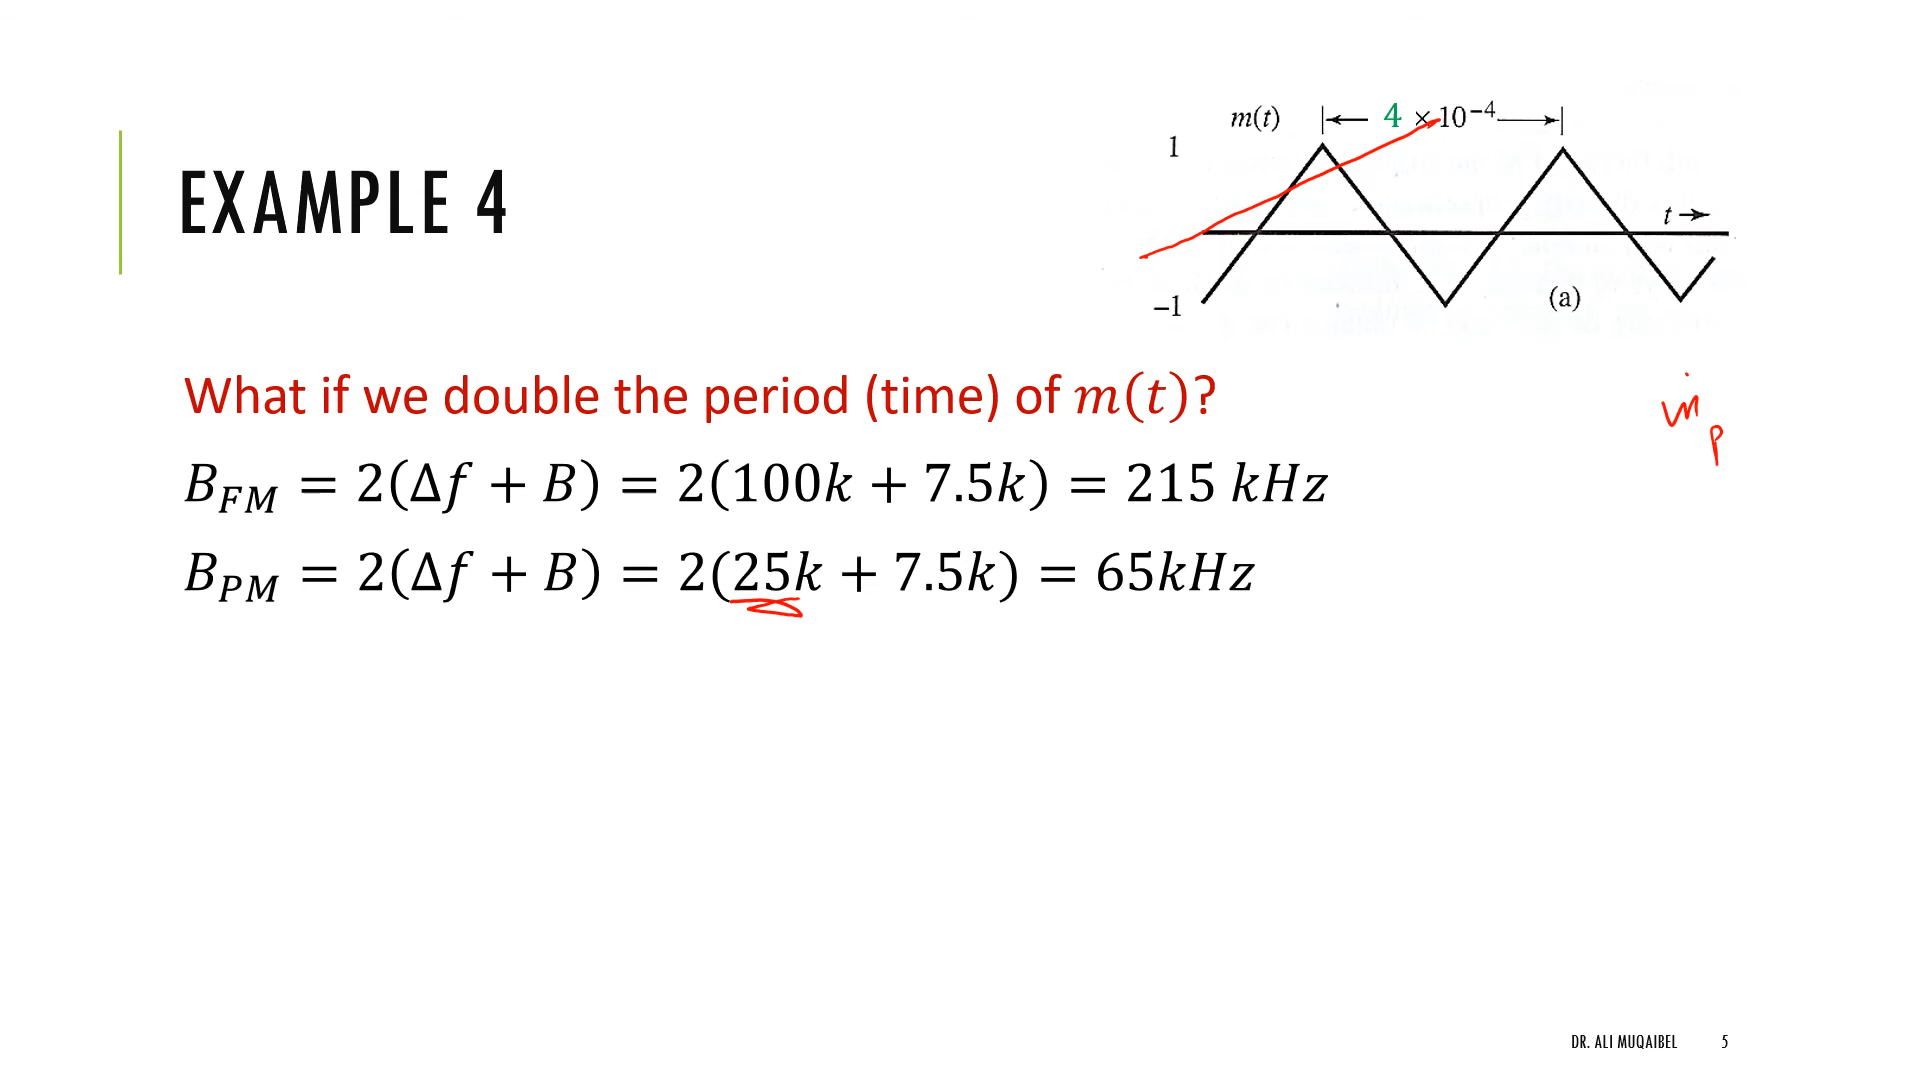 EXAMPLE 4
m(t) 4 × 10⁻⁴
1
t
−1
(a)
What if we double the period (time) of m(t)?
ṁ_p
B_FM = 2(Δf + B) = 2(100k + 7.5k) = 215 kHz
B_PM = 2(Δf + B) = 2(25k + 7.5k) = 65kHz
DR. ALI MUQAIBEL 5